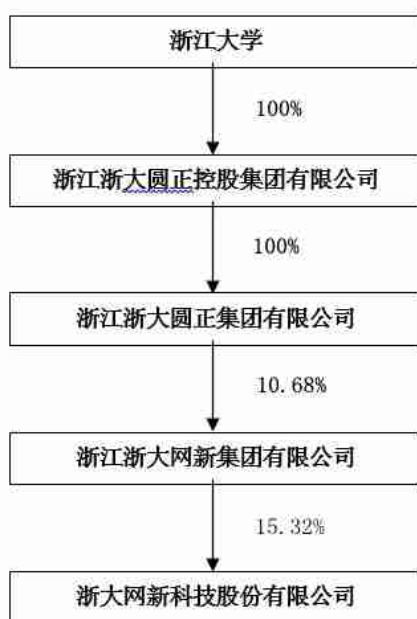 浙江大学
100%
浙江浙大圆正控股集团有限公司
100%
浙江浙大圆正集团有限公司
10.68%
浙江浙大网新集团有限公司
15.32%
浙大网新科技股份有限公司